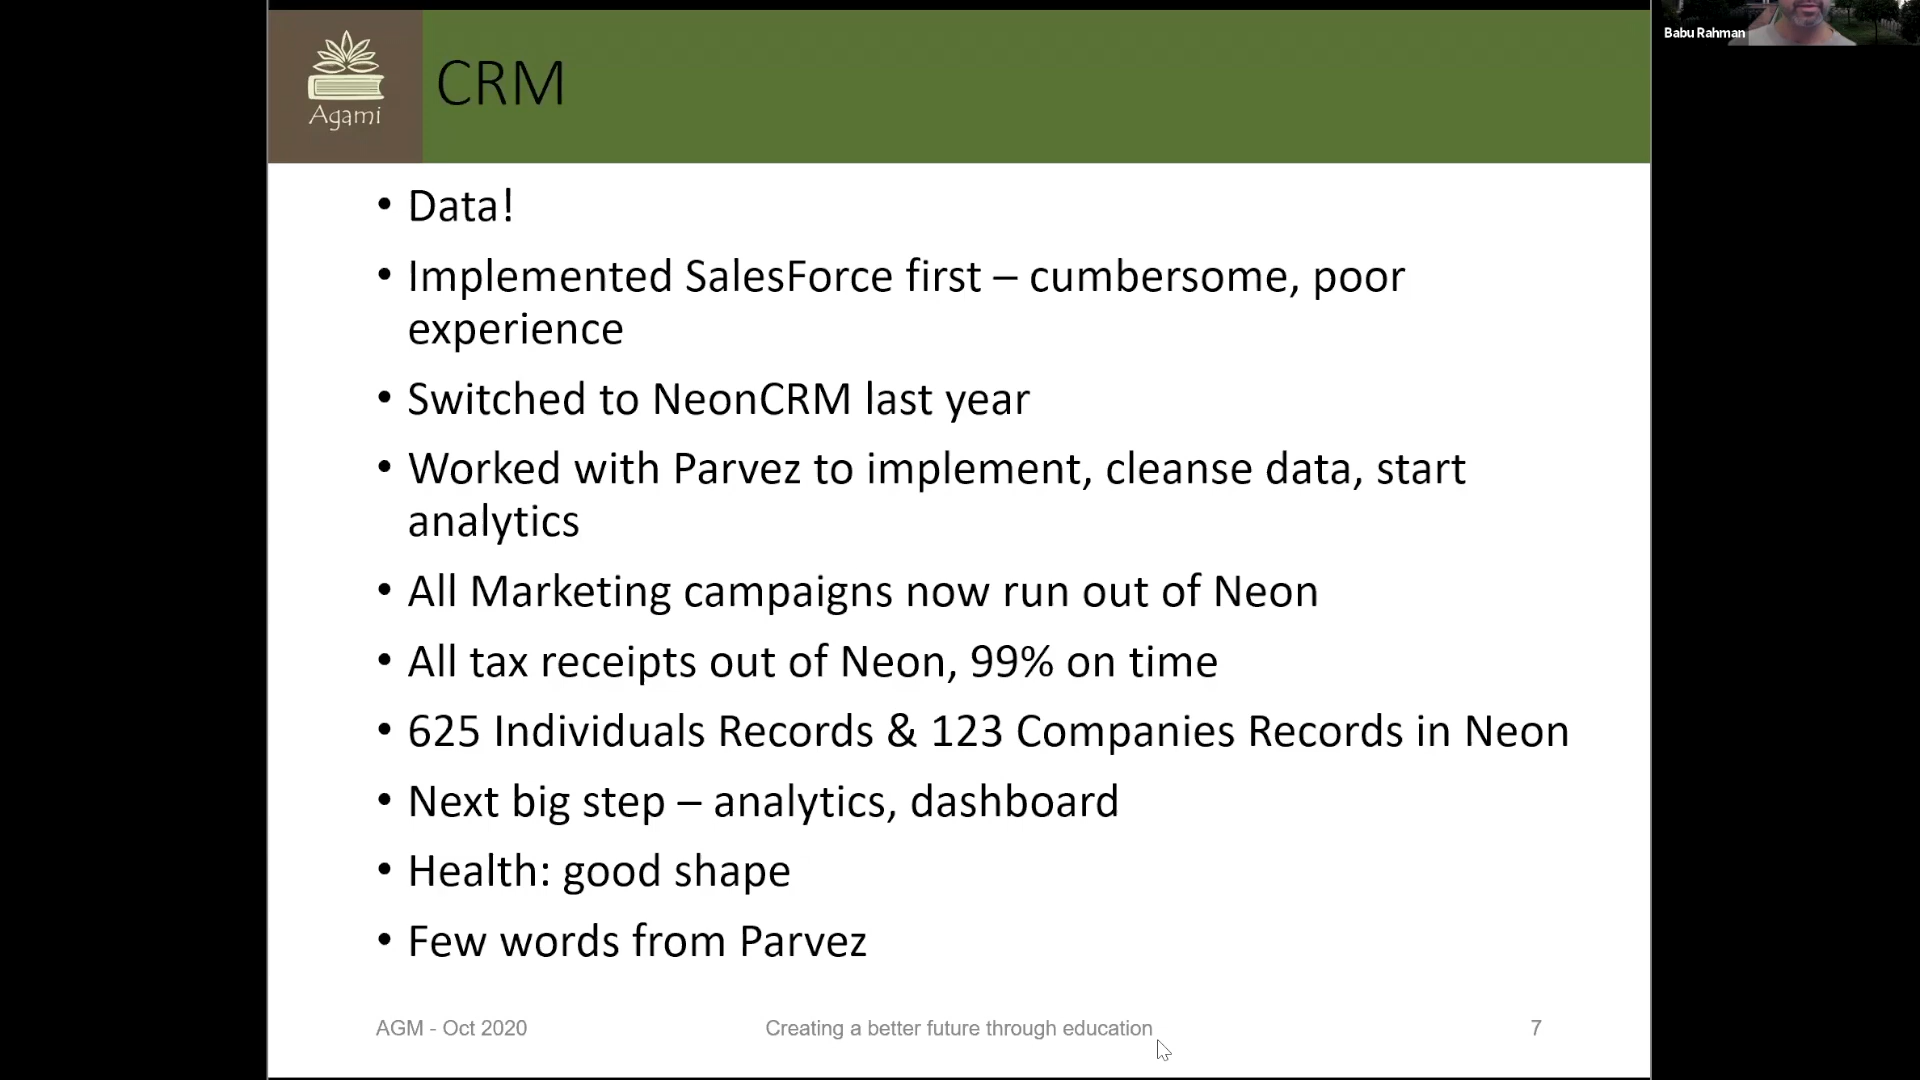 Babu Rahman
Agami
CRM
• Data!
• Implemented SalesForce first – cumbersome, poor
experience
• Switched to NeonCRM last year
• Worked with Parvez to implement, cleanse data, start
analytics
• All Marketing campaigns now run out of Neon
• All tax receipts out of Neon, 99% on time
• 625 Individuals Records & 123 Companies Records in Neon
• Next big step – analytics, dashboard
• Health: good shape
• Few words from Parvez
AGM - Oct 2020
Creating a better future through education
7